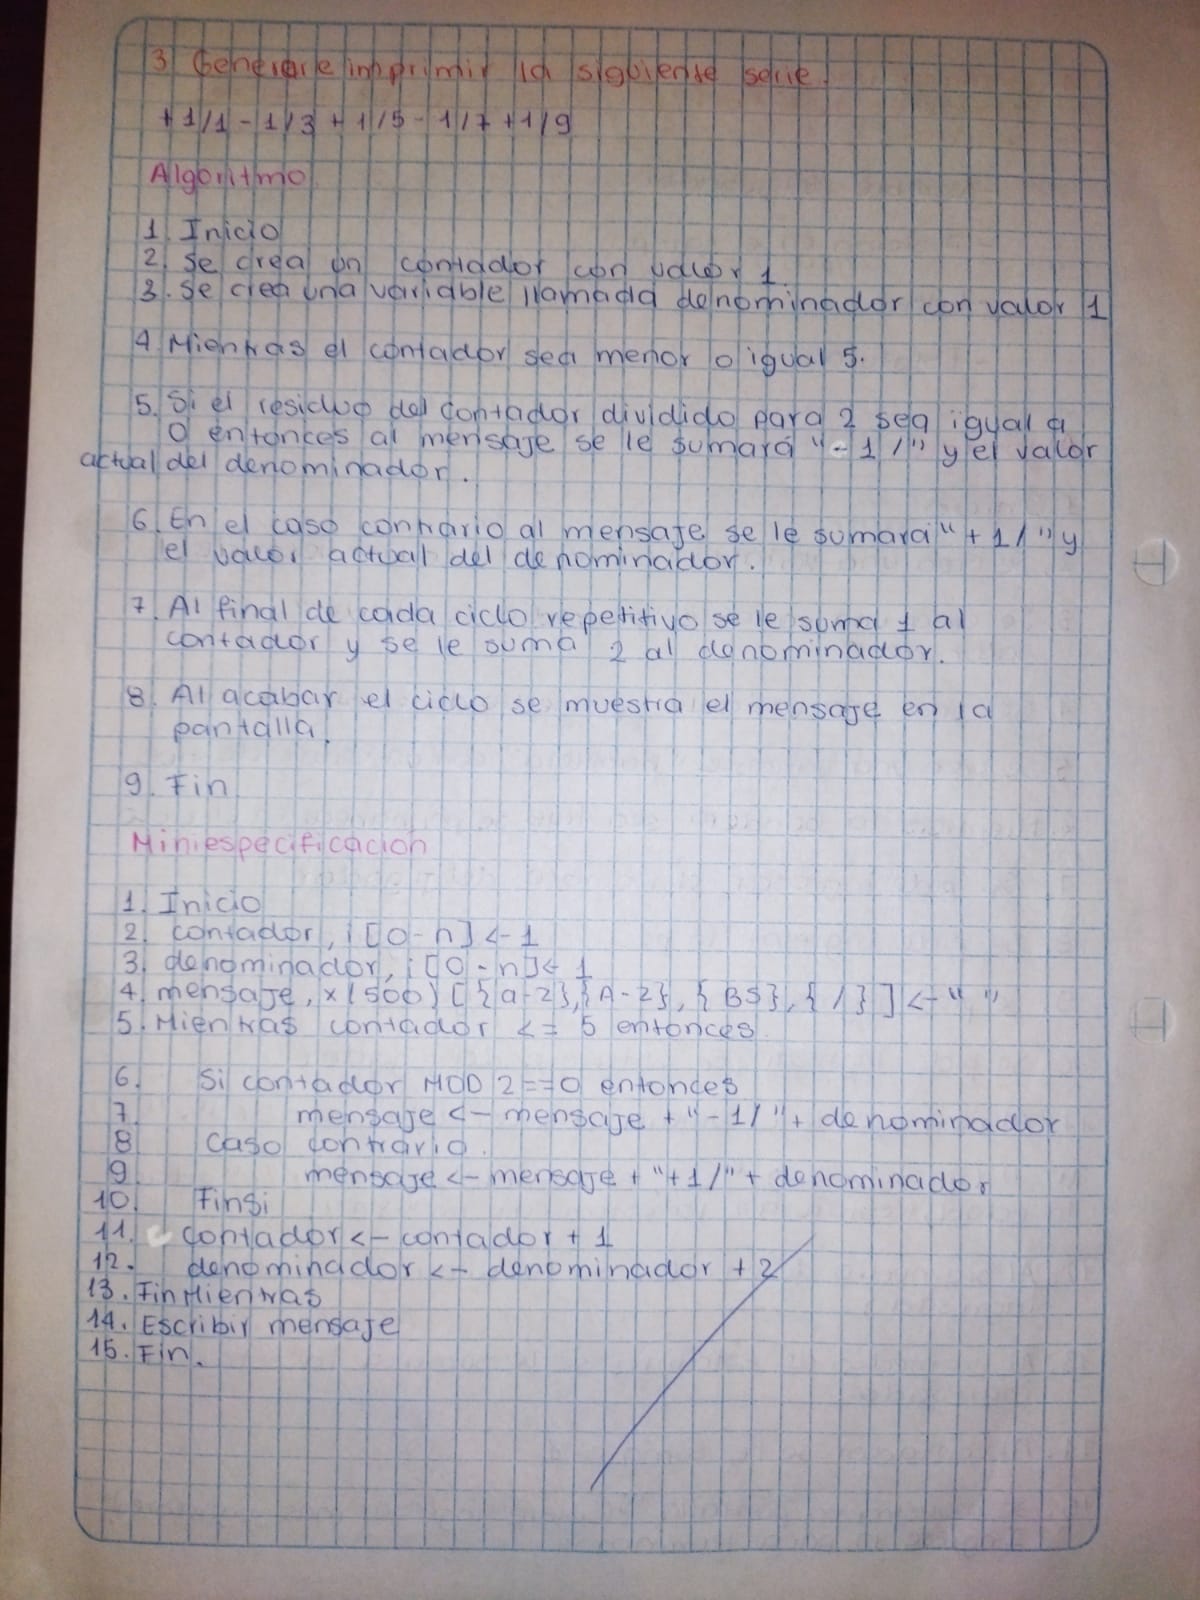 3. Generar e imprimir la siguiente serie.
+1/1 - 1/3 + 1/5 - 1/7 + 1/9
Algoritmo
1. Inicio
2. Se crea un contador con valor 1.
3. Se crea una variable llamada denominador con valor 1
4. Mientras el contador sea menor o igual 5.
5. Si el residuo del contador dividido para 2 sea igual a
0 entonces al mensaje se le sumará "-1/" y el valor
actual del denominador.
6. En el caso contrario al mensaje se le sumará "+1/" y
el valor actual del denominador.
7. Al final de cada ciclo repetitivo se le suma 1 al
contador y se le suma 2 al denominador.
8. Al acabar el ciclo se muestra el mensaje en la
pantalla.
9. Fin
Miniespecificación
1. Inicio
2. contador, i [0-n] <-1
3. denominador, i [0-n] <- 1
4. mensaje, x(500) [{a-z},{A-Z},{BS},{/}] <- " "
5. Mientras contador <= 5 entonces.
6. Si contador MOD 2==0 entonces
7. mensaje <- mensaje + "-1/" + denominador
8 caso contrario.
9 mensaje <- mensaje + "+1/" + denominador
10. FinSi
11. contador <- contador + 1
12. denominador <- denominador + 2
13. FinMientras
14. Escribir mensaje
15. Fin.